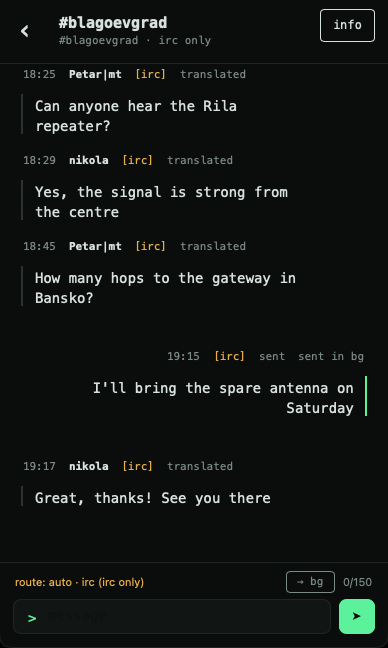 ‹ #blagoevgrad
#blagoevgrad · irc only
info
18:25 Petar|mt [irc] translated
Can anyone hear the Rila
repeater?
18:29 nikola [irc] translated
Yes, the signal is strong from
the centre
18:45 Petar|mt [irc] translated
How many hops to the gateway in
Bansko?
19:15 [irc] sent sent in bg
I'll bring the spare antenna on
Saturday
19:17 nikola [irc] translated
Great, thanks! See you there
route: auto · irc (irc only)
→ bg
0/150
>
➤